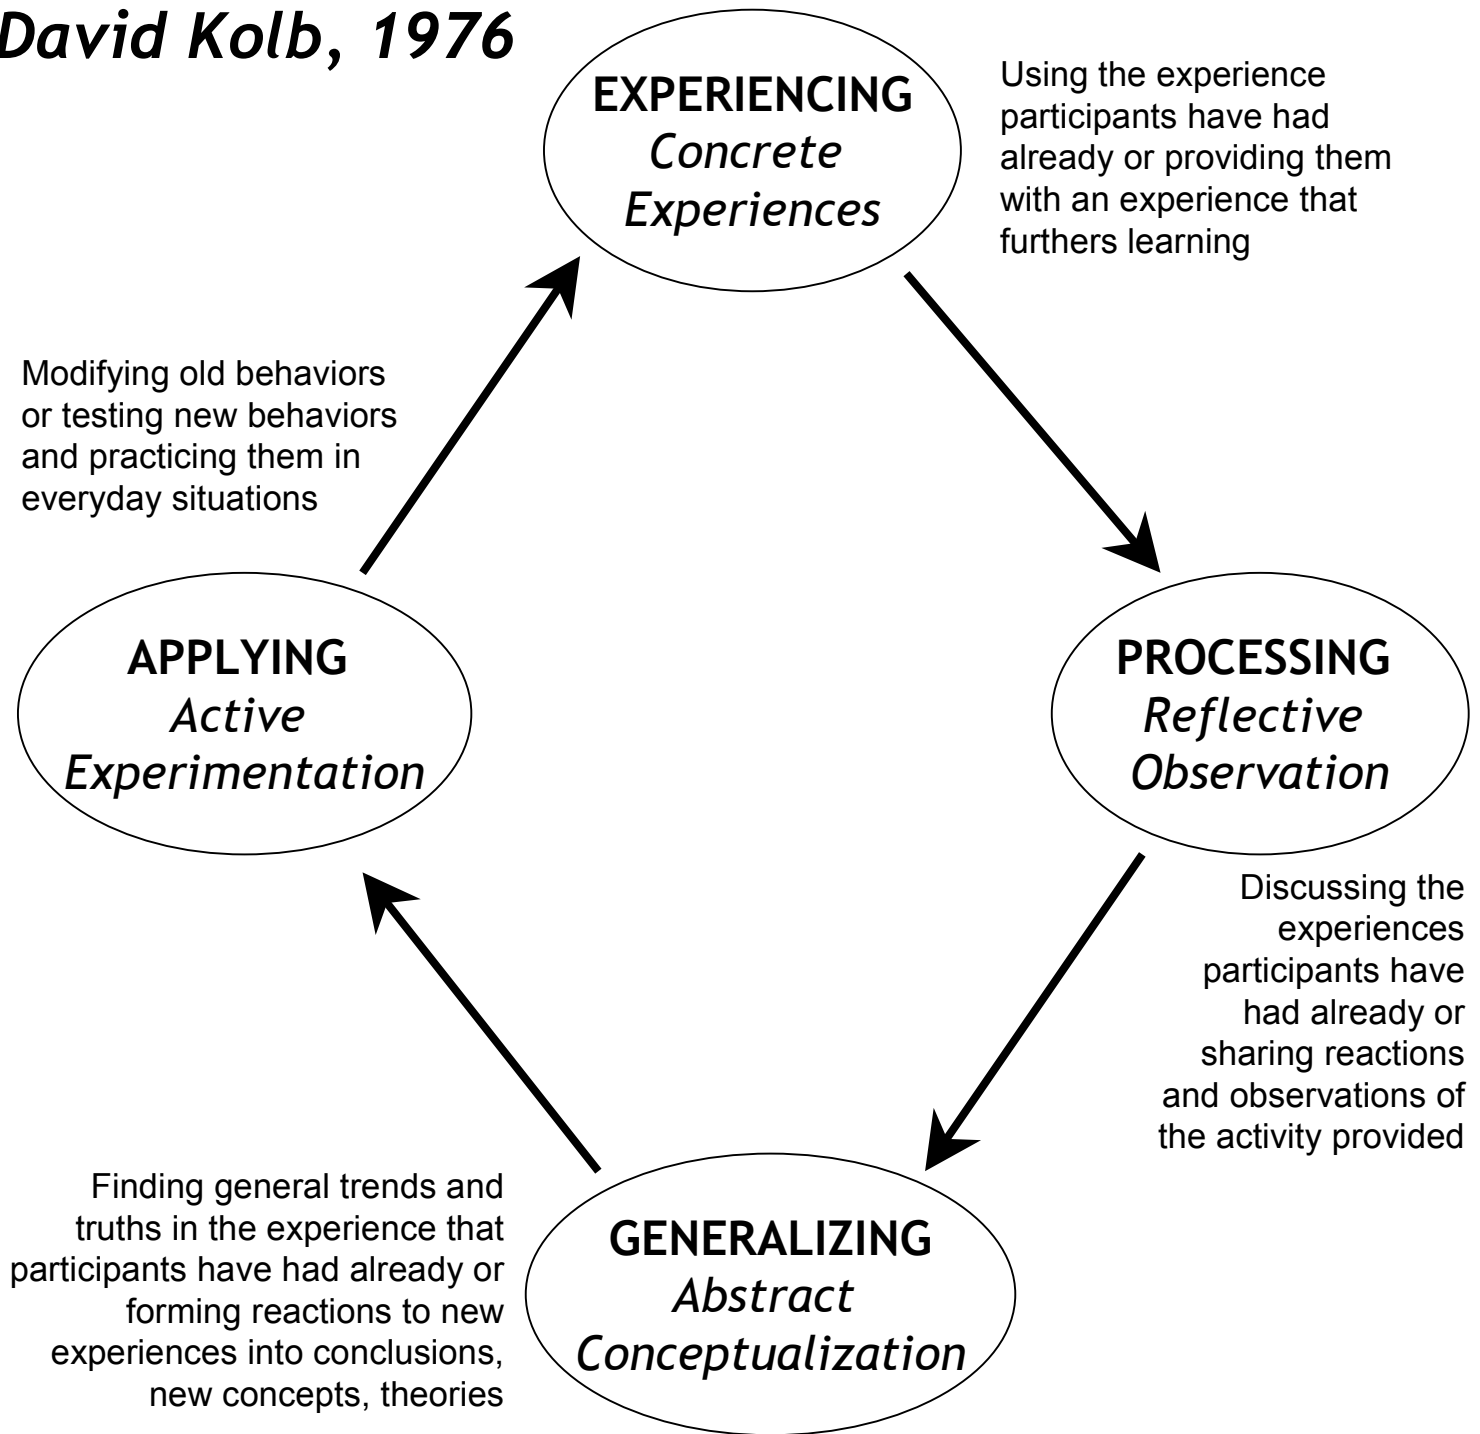 David Kolb, 1976
EXPERIENCING
Concrete
Experiences
Using the experience
participants have had
already or providing them
with an experience that
furthers learning
Modifying old behaviors
or testing new behaviors
and practicing them in
everyday situations
APPLYING
Active
Experimentation
PROCESSING
Reflective
Observation
Discussing the
experiences
participants have
had already or
sharing reactions
and observations of
the activity provided
Finding general trends and
truths in the experience that
participants have had already or
forming reactions to new
experiences into conclusions,
new concepts, theories
GENERALIZING
Abstract
Conceptualization